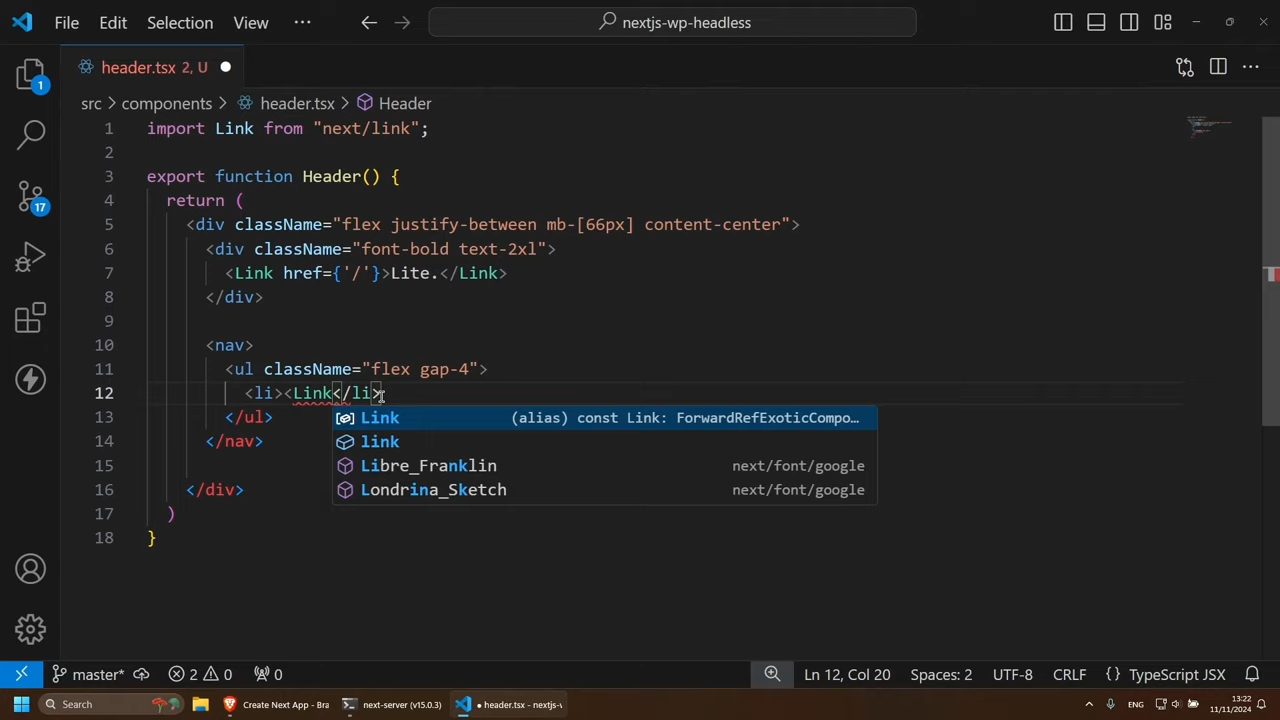 File Edit Selection View ··· nextjs-wp-headless
header.tsx 2, U
1
src > components > header.tsx > Header
1 import Link from "next/link";
2
3 export function Header() {
4 return (
5 <div className="flex justify-between mb-[66px] content-center">
6 <div className="font-bold text-2xl">
7 <Link href={'/'}>Lite.</Link>
8 </div>
17
9
10 <nav>
11 <ul className="flex gap-4">
12 <li><Link</li>
13 </ul>
Link (alias) const Link: ForwardRefExoticCompo…
14 </nav>
link
15
Libre_Franklin next/font/google
16 </div>
Londrina_Sketch next/font/google
17 )
18 }
master* 2 0 0 Ln 12, Col 20 Spaces: 2 UTF-8 CRLF {} TypeScript JSX
Search Create New App - Bra next-server (v15.0.3) • header.tsx - nextjs-v ENG 13:22
11/11/2024